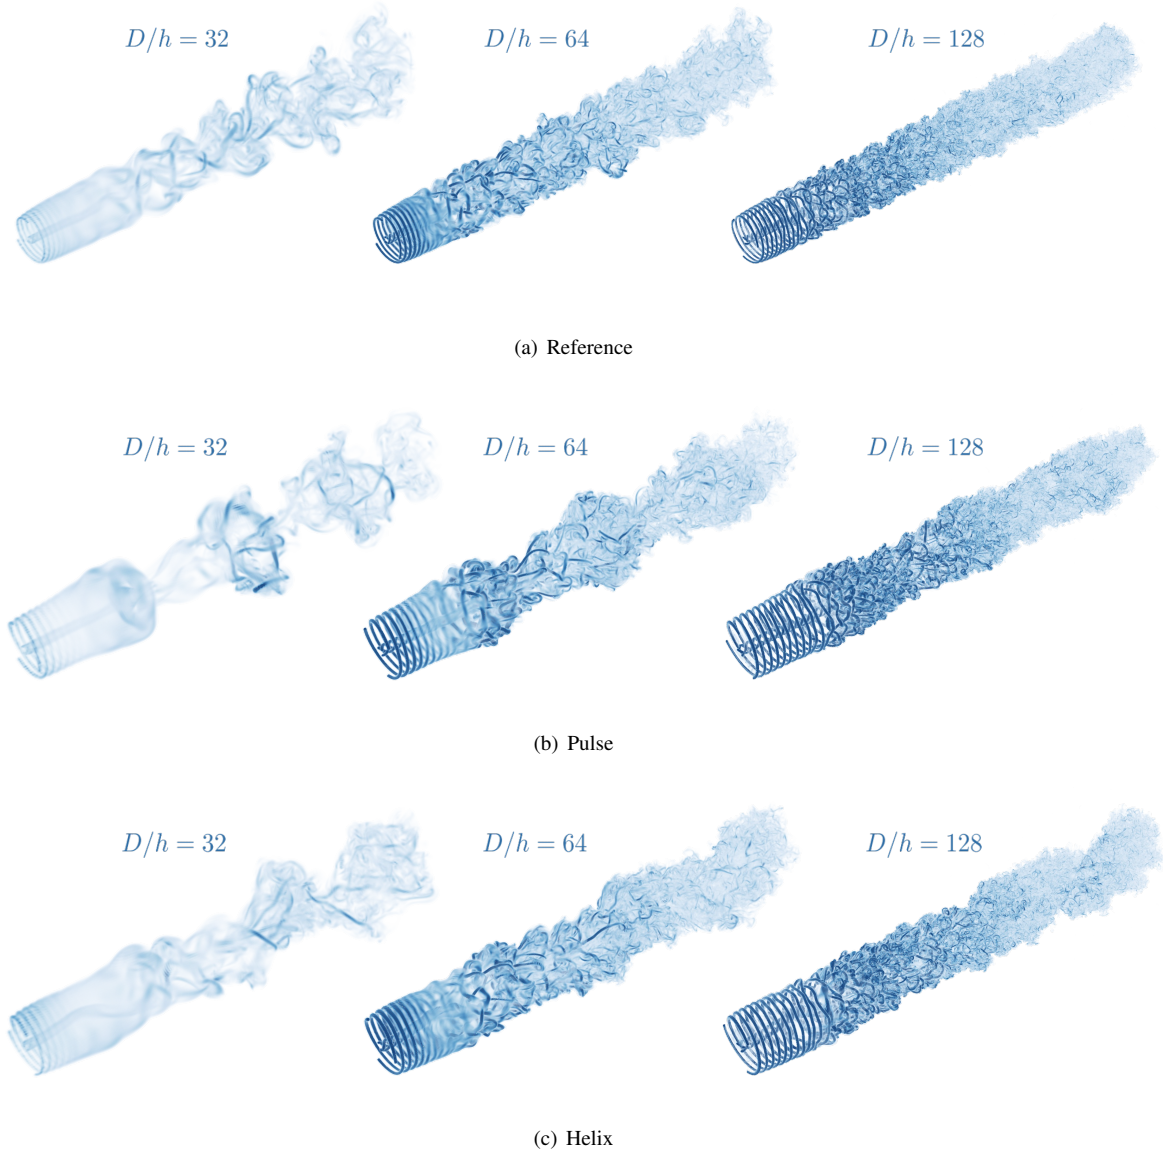 D/h = 32
D/h = 64
D/h = 128
(a) Reference
D/h = 32
D/h = 64
D/h = 128
(b) Pulse
D/h = 32
D/h = 64
D/h = 128
(c) Helix